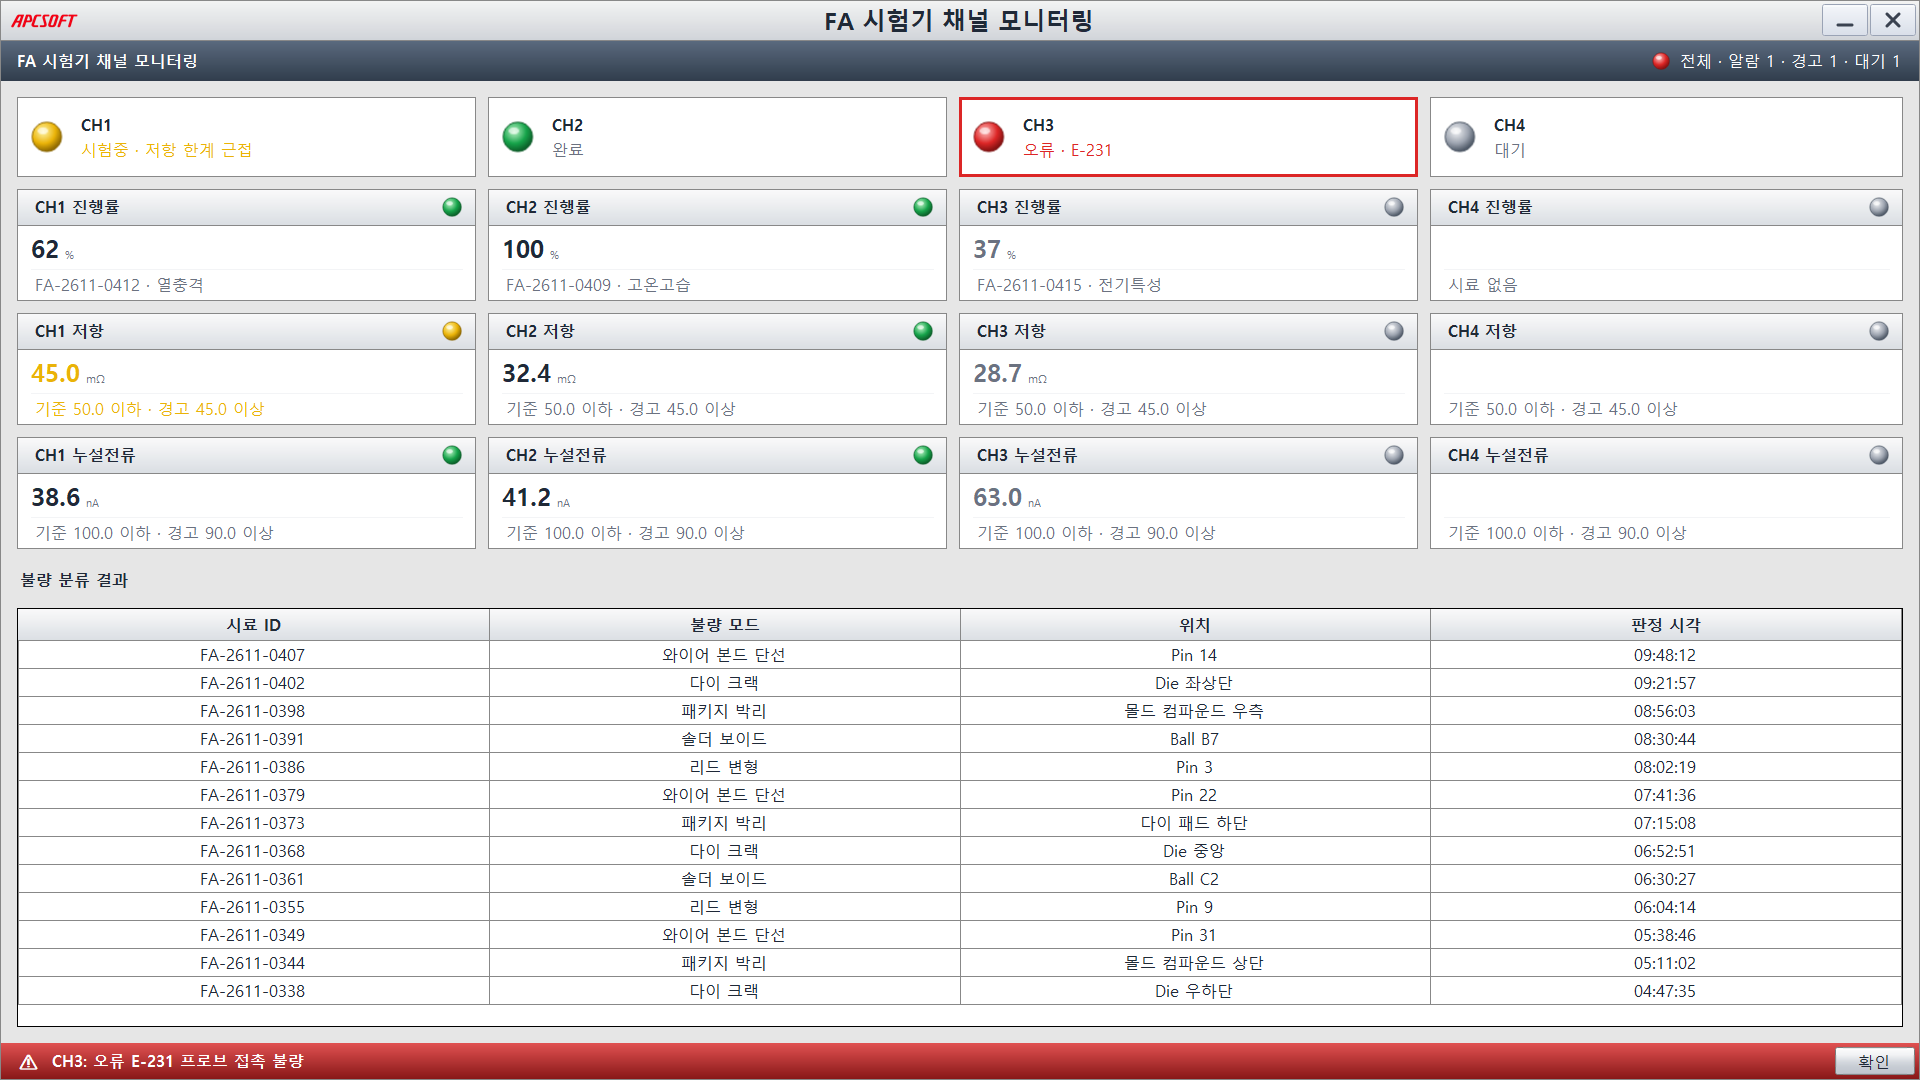 APCSOFT
FA 시험기 채널 모니터링
FA 시험기 채널 모니터링
전체 · 알람 1 · 경고 1 · 대기 1
CH1
시험중 · 저항 한계 근접
CH2
완료
CH3
오류 · E-231
CH4
대기
CH1 진행률
62 %
FA-2611-0412 · 열충격
CH2 진행률
100 %
FA-2611-0409 · 고온고습
CH3 진행률
37 %
FA-2611-0415 · 전기특성
CH4 진행률
시료 없음
CH1 저항
45.0 mΩ
기준 50.0 이하 · 경고 45.0 이상
CH2 저항
32.4 mΩ
기준 50.0 이하 · 경고 45.0 이상
CH3 저항
28.7 mΩ
기준 50.0 이하 · 경고 45.0 이상
CH4 저항
기준 50.0 이하 · 경고 45.0 이상
CH1 누설전류
38.6 nA
기준 100.0 이하 · 경고 90.0 이상
CH2 누설전류
41.2 nA
기준 100.0 이하 · 경고 90.0 이상
CH3 누설전류
63.0 nA
기준 100.0 이하 · 경고 90.0 이상
CH4 누설전류
기준 100.0 이하 · 경고 90.0 이상
불량 분류 결과
시료 ID 불량 모드 위치 판정 시각
FA-2611-0407 와이어 본드 단선 Pin 14 09:48:12
FA-2611-0402 다이 크랙 Die 좌상단 09:21:57
FA-2611-0398 패키지 박리 몰드 컴파운드 우측 08:56:03
FA-2611-0391 솔더 보이드 Ball B7 08:30:44
FA-2611-0386 리드 변형 Pin 3 08:02:19
FA-2611-0379 와이어 본드 단선 Pin 22 07:41:36
FA-2611-0373 패키지 박리 다이 패드 하단 07:15:08
FA-2611-0368 다이 크랙 Die 중앙 06:52:51
FA-2611-0361 솔더 보이드 Ball C2 06:30:27
FA-2611-0355 리드 변형 Pin 9 06:04:14
FA-2611-0349 와이어 본드 단선 Pin 31 05:38:46
FA-2611-0344 패키지 박리 몰드 컴파운드 상단 05:11:02
FA-2611-0338 다이 크랙 Die 우하단 04:47:35
CH3: 오류 E-231 프로브 접촉 불량
확인